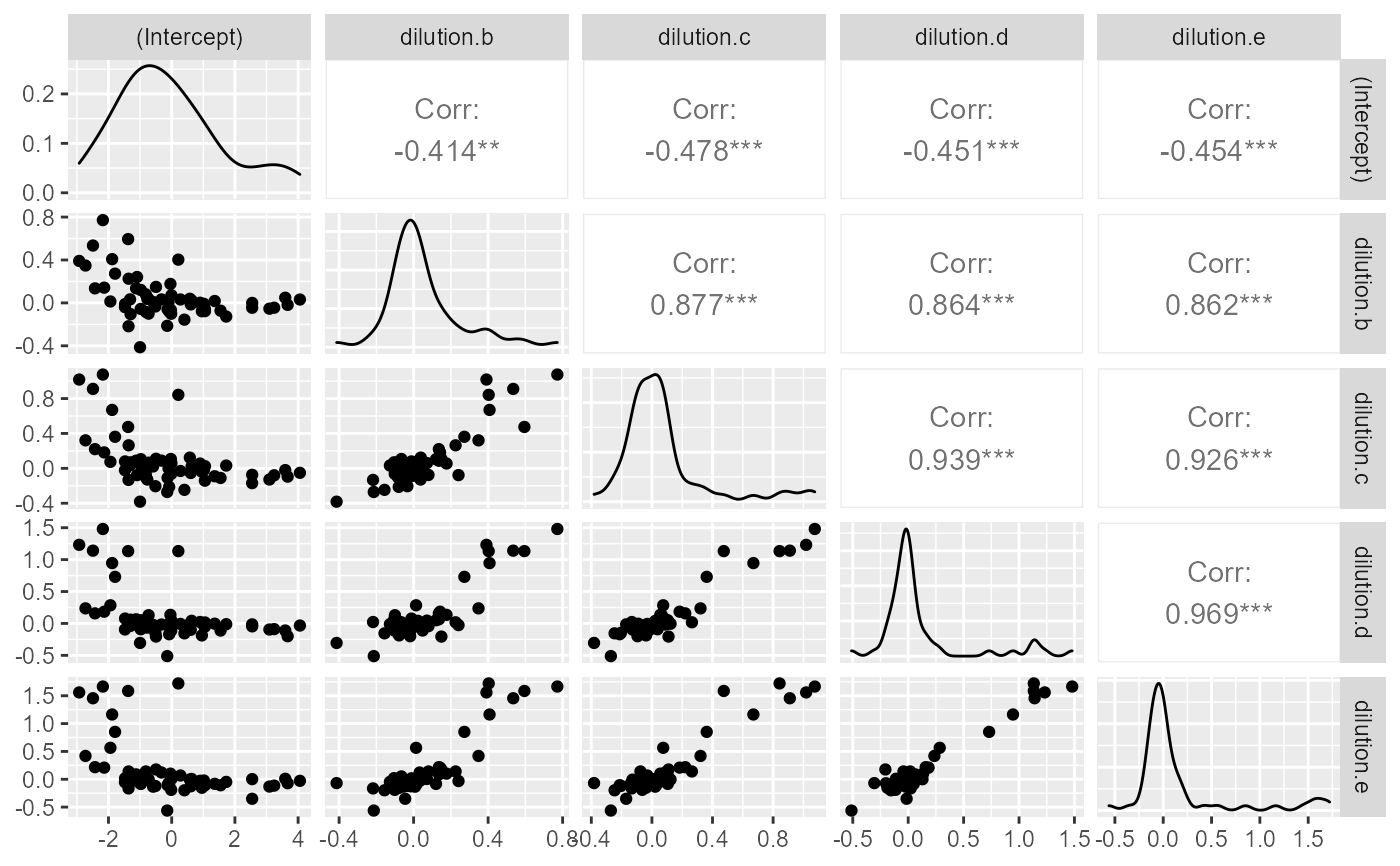 (Intercept) dilution.b dilution.c dilution.d dilution.e
0.2
0.1
0.0
Corr:
-0.414**
Corr:
-0.478***
Corr:
-0.451***
Corr:
-0.454***
(Intercept)
0.8
0.4
0.0
-0.4
Corr:
0.877***
Corr:
0.864***
Corr:
0.862***
dilution.b
0.8
0.4
0.0
-0.4
Corr:
0.939***
Corr:
0.926***
dilution.c
1.5
1.0
0.5
0.0
-0.5
Corr:
0.969***
dilution.d
1.5
1.0
0.5
0.0
-0.5
dilution.e
-2 0 2 4 -0.4 0.0 0.4 0.8 -0.4 0.0 0.4 0.8 -0.5 0.0 0.5 1.0 1.5 -0.5 0.0 0.5 1.0 1.5